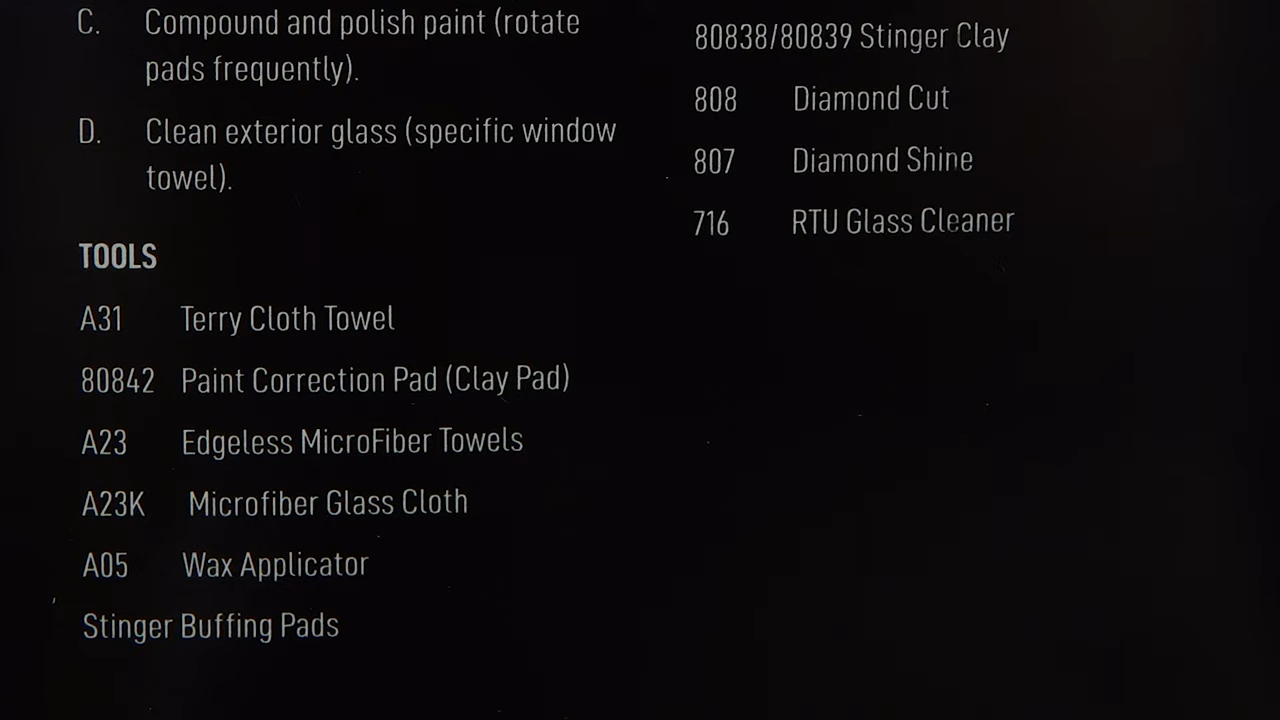 C. Compound and polish paint (rotate
pads frequently).
D. Clean exterior glass (specific window
towel).
TOOLS
A31 Terry Cloth Towel
80842 Paint Correction Pad (Clay Pad)
A23 Edgeless MicroFiber Towels
A23K Microfiber Glass Cloth
A05 Wax Applicator
Stinger Buffing Pads
80838/80839 Stinger Clay
808 Diamond Cut
807 Diamond Shine
716 RTU Glass Cleaner